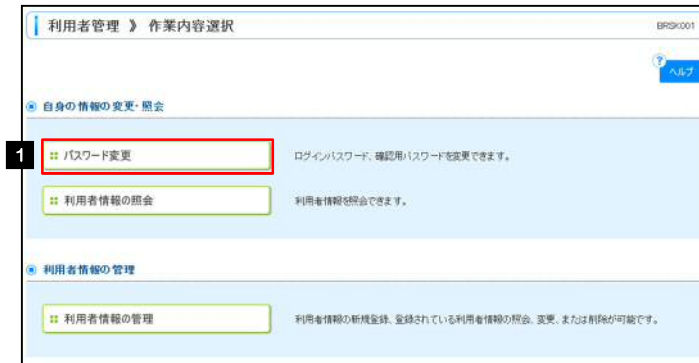 利用者管理 》 作業内容選択
BRSK001
?
ヘルプ
自身の情報の変更・照会
1
パスワード変更
ログインパスワード、確認用パスワードを変更できます。
利用者情報の照会
利用者情報を照会できます。
利用者情報の管理
利用者情報の管理
利用者情報の新規登録、登録されている利用者情報の照会、変更、または削除が可能です。